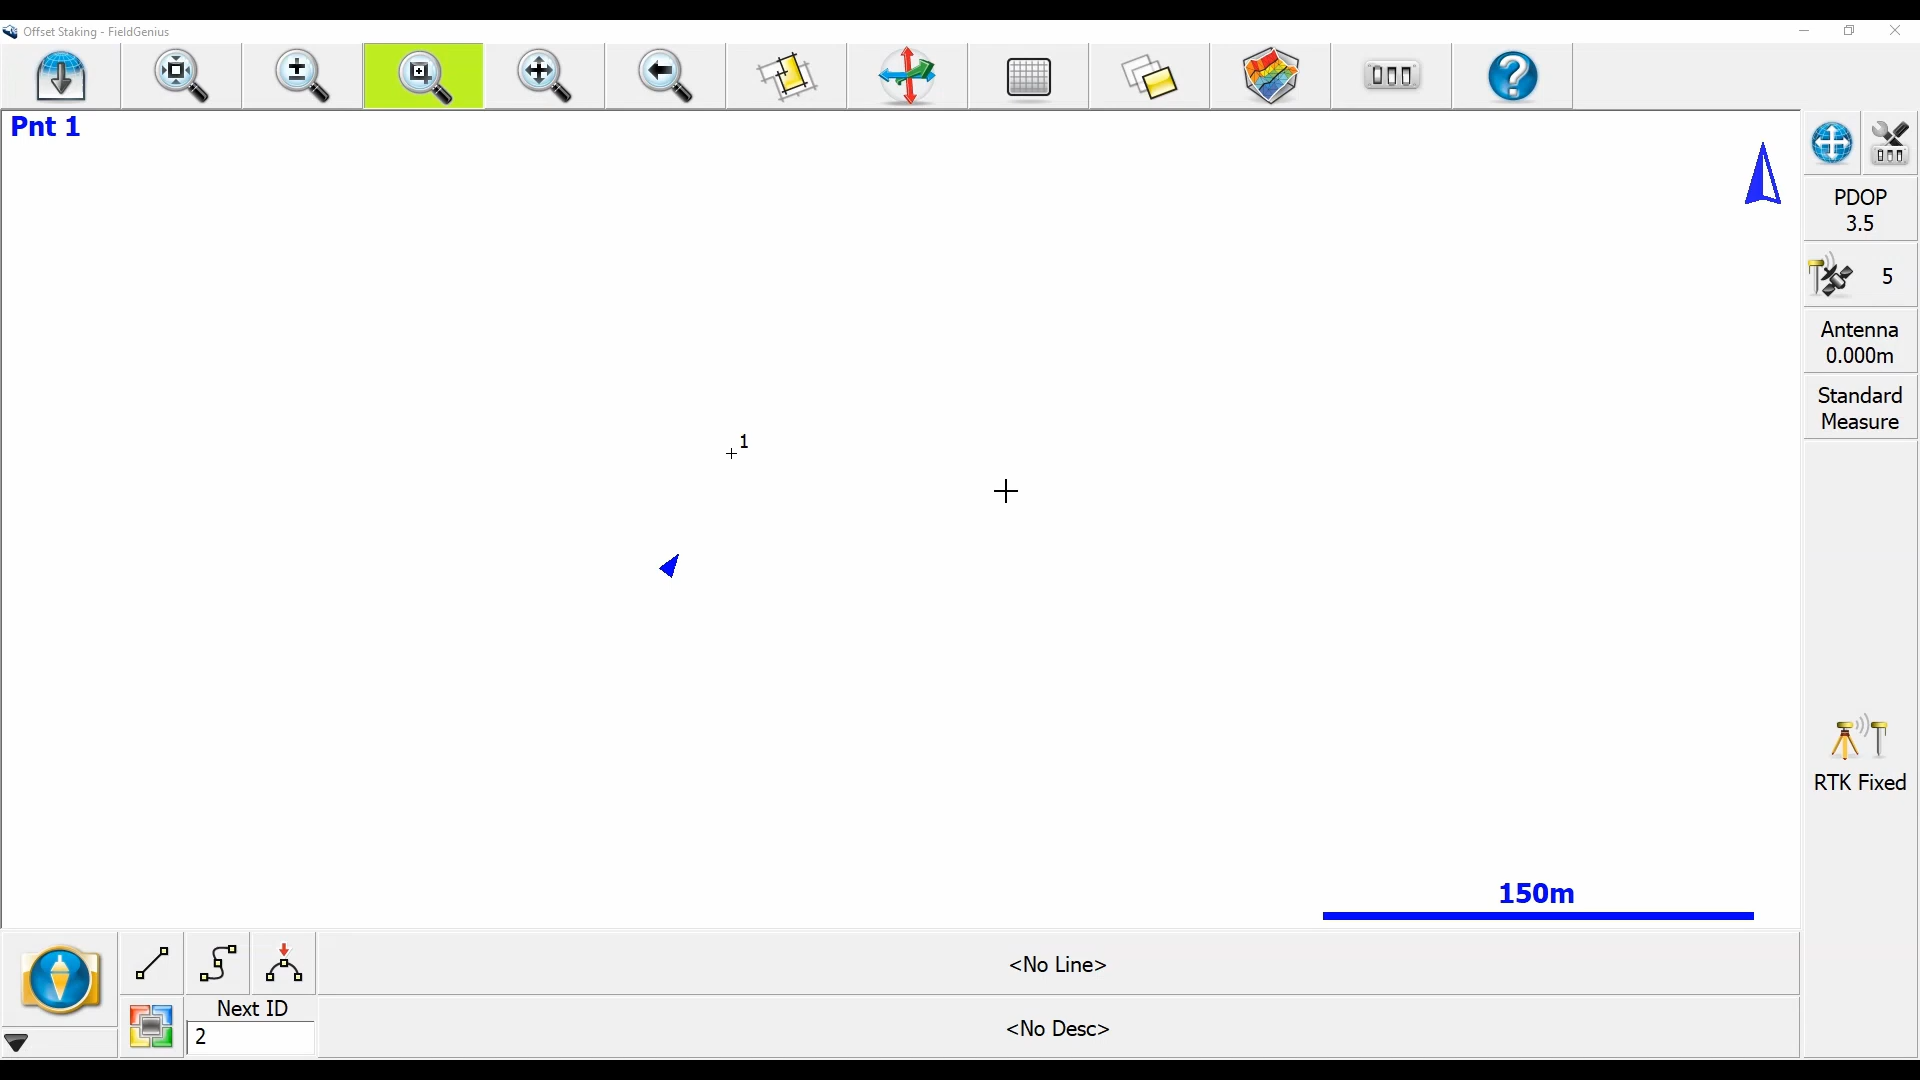 Offset Staking - FieldGenius
Pnt 1
PDOP
3.5
5
Antenna
0.000m
Standard
Measure
1
RTK Fixed
150m
<No Line>
Next ID
2
<No Desc>